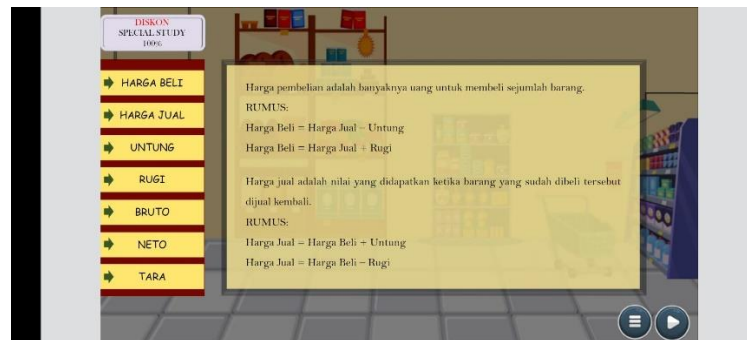 DISKON
SPECIAL STUDY
100%
HARGA BELI
HARGA JUAL
UNTUNG
RUGI
BRUTO
NETO
TARA
Harga pembelian adalah banyaknya uang untuk membeli sejumlah barang.
RUMUS:
Harga Beli = Harga Jual – Untung
Harga Beli = Harga Jual + Rugi
Harga jual adalah nilai yang didapatkan ketika barang yang sudah dibeli tersebut
dijual kembali.
RUMUS:
Harga Jual = Harga Beli + Untung
Harga Jual = Harga Beli – Rugi